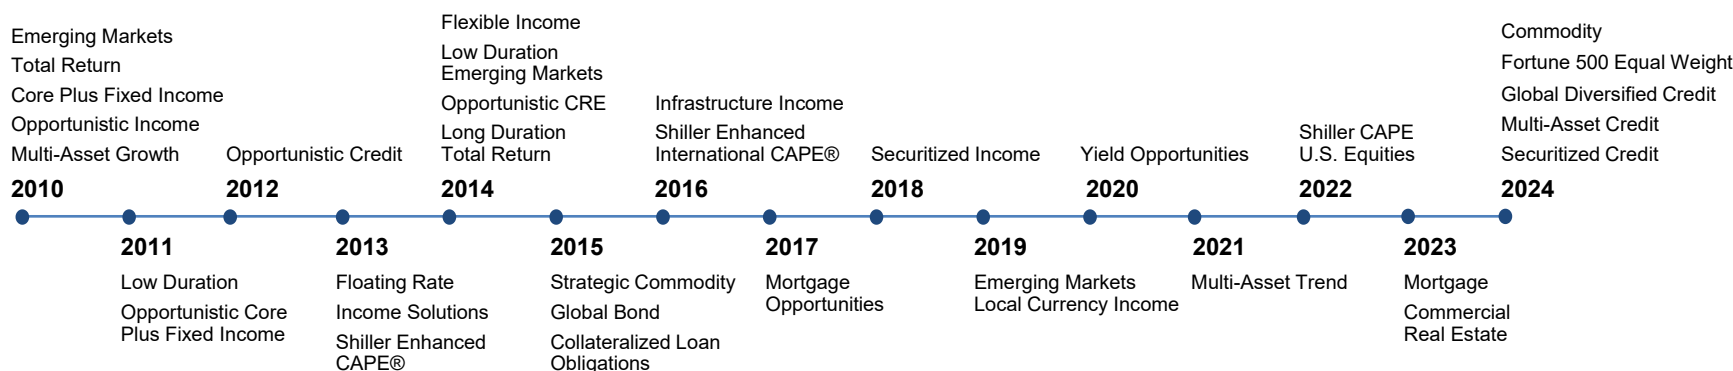 Emerging Markets
Total Return
Core Plus Fixed Income
Opportunistic Income
Multi-Asset Growth
2010
Low Duration
Opportunistic Core
Plus Fixed Income
2011
Opportunistic Credit
2012
2013
Floating Rate
Income Solutions
Shiller Enhanced
CAPE®
Flexible Income
Low Duration
Emerging Markets
Opportunistic CRE
Long Duration
Total Return
2014
2015
Strategic Commodity
Global Bond
Collateralized Loan
Obligations
Infrastructure Income
Shiller Enhanced
International CAPE®
2016
2017
Mortgage
Opportunities
Securitized Income
2018
2019
Emerging Markets
Local Currency Income
Yield Opportunities
2020
2021
Multi-Asset Trend
Shiller CAPE
U.S. Equities
2022
2023
Mortgage
Commercial
Real Estate
Commodity
Fortune 500 Equal Weight
Global Diversified Credit
Multi-Asset Credit
Securitized Credit
2024